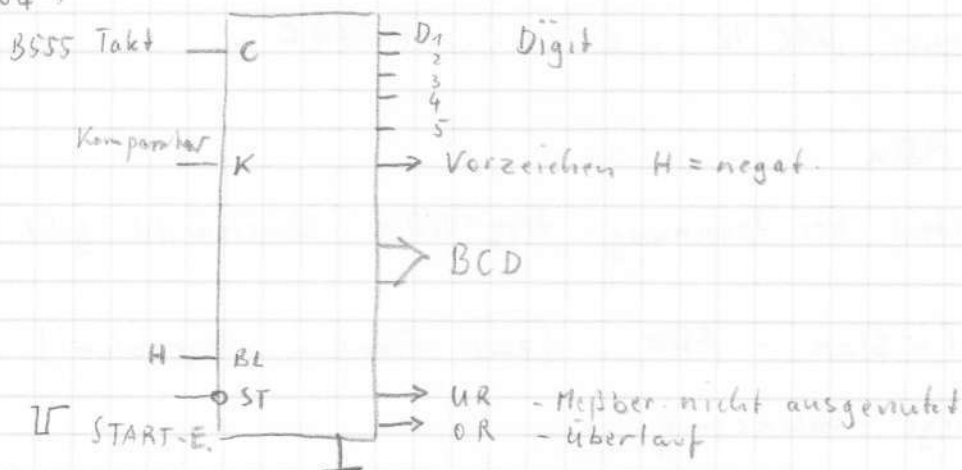 B555 Takt C D1 Digit
2
3
4
5
Komparator K Vorzeichen H = negat.
BCD
H BL
ST UR - Meßber. nicht ausgenutzt
START-E. OR - Überlauf